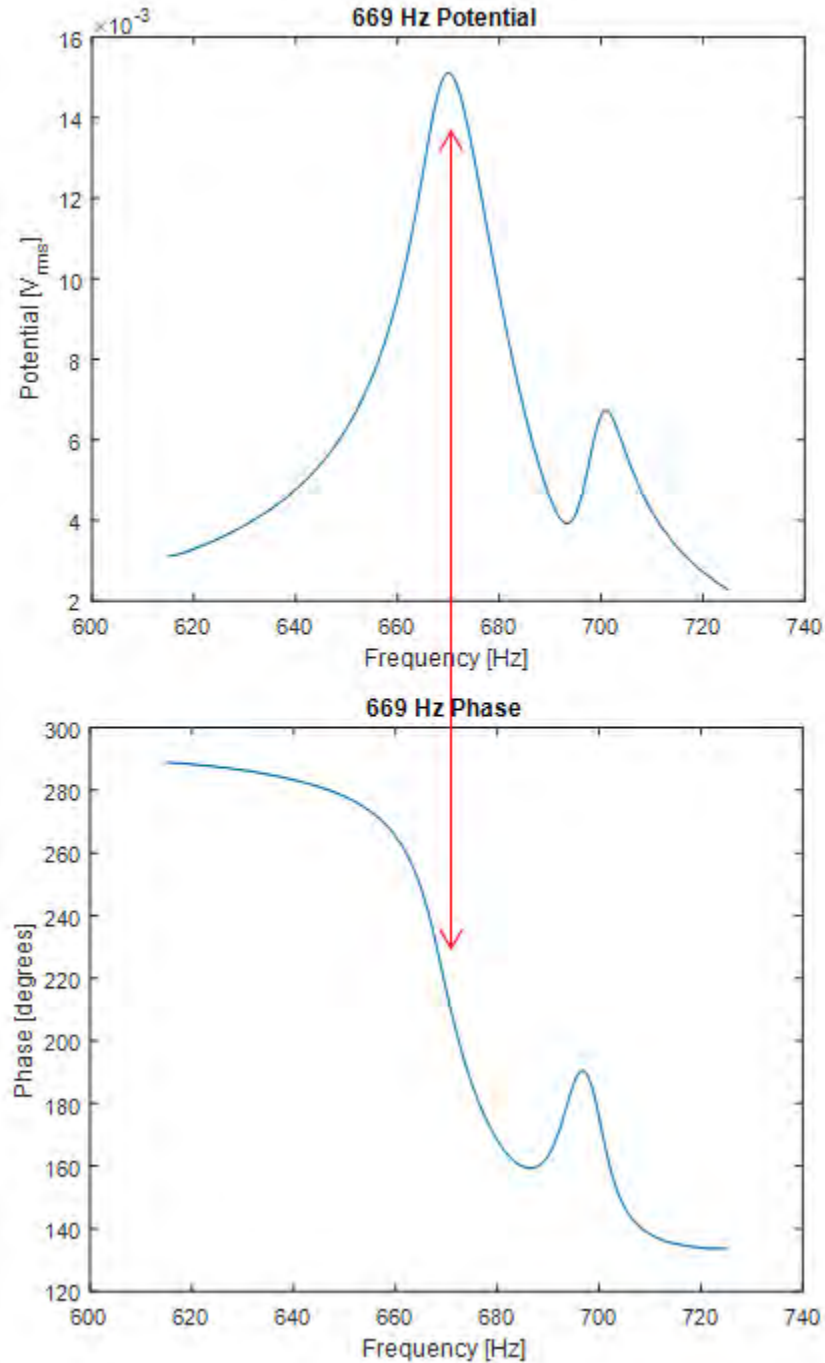 669 Hz Potential
×10⁻³
16
14
12
10
8
6
4
2
Potential [Vrms]
600 620 640 660 680 700 720 740
Frequency [Hz]
669 Hz Phase
300
280
260
240
220
200
180
160
140
120
Phase [degrees]
600 620 640 660 680 700 720 740
Frequency [Hz]